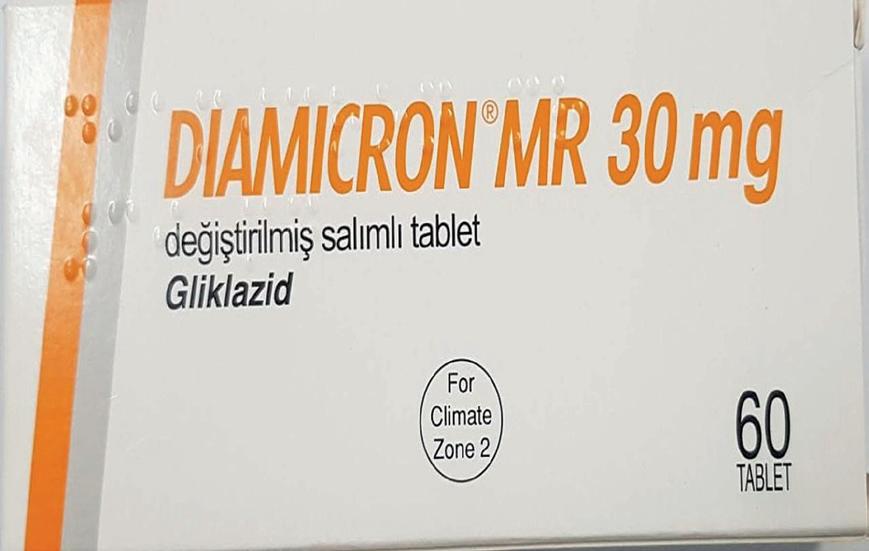 DIAMICRON® MR 30 mg
değiştirilmiş salımlı tablet
Gliklazid
For
Climate
Zone 2
60
TABLET